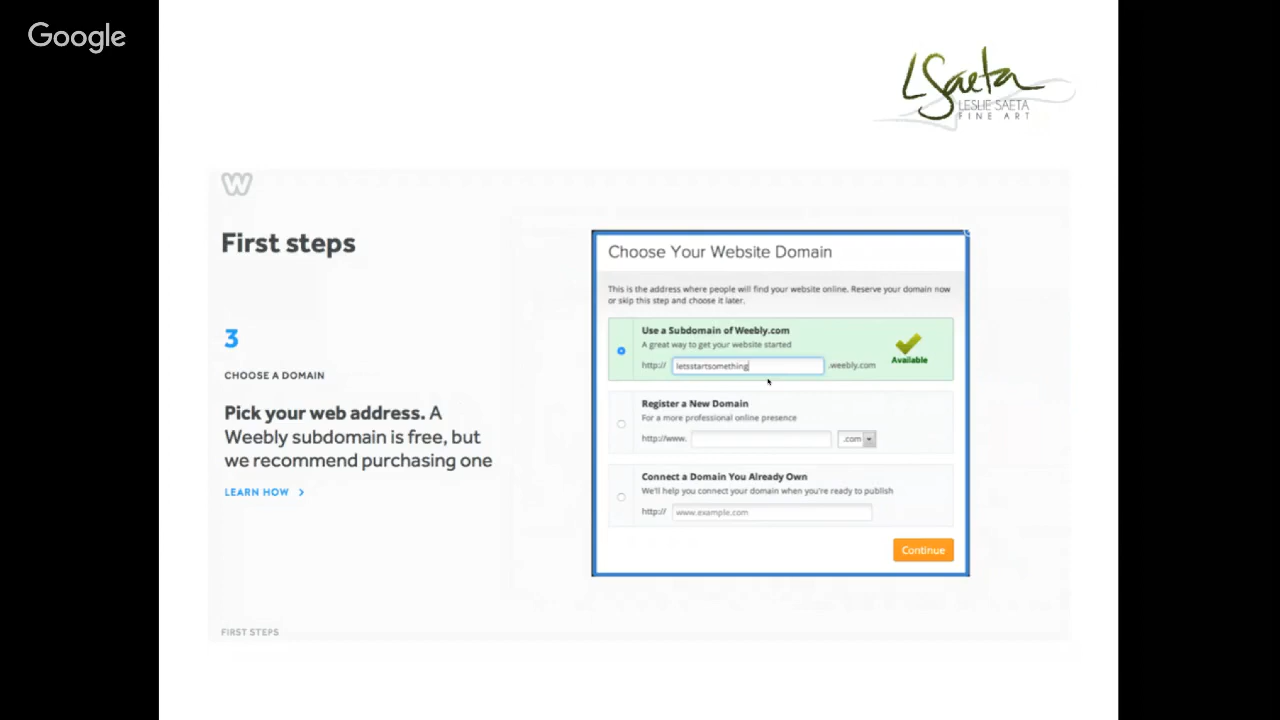 Google
LSaeta
LESLIE SAETA
FINE ART
First steps
3
CHOOSE A DOMAIN
Pick your web address. A
Weebly subdomain is free, but
we recommend purchasing one
LEARN HOW >
FIRST STEPS
Choose Your Website Domain
This is the address where people will find your website online. Reserve your domain now
or skip this step and choose it later.
Use a Subdomain of Weebly.com
A great way to get your website started
http:// letsstartsomething .weebly.com
Available
Register a New Domain
For a more professional online presence
http://www. .com
Connect a Domain You Already Own
We'll help you connect your domain when you're ready to publish
http:// www.example.com
Continue